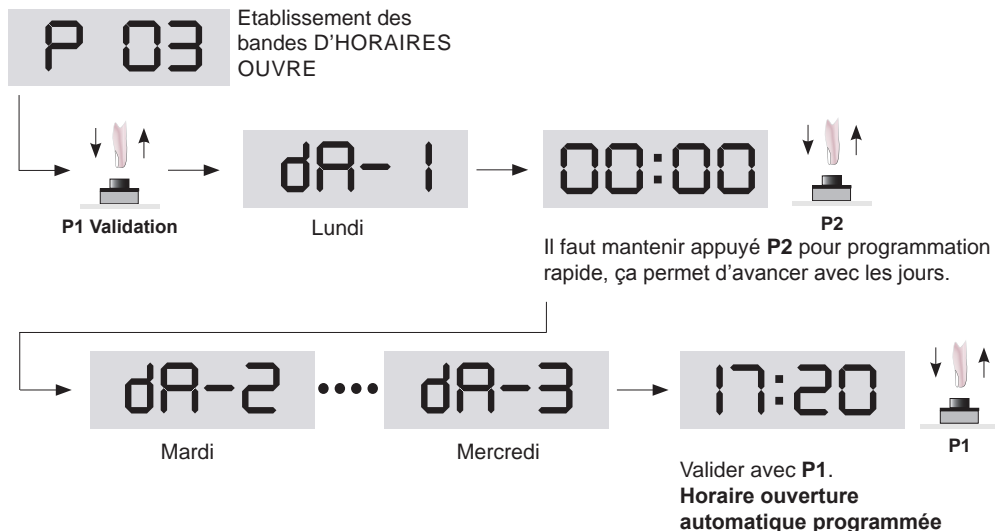 P 03
Etablissement des
bandes D'HORAIRES
OUVRE
P1 Validation
dA-1
Lundi
00:00
P2
Il faut mantenir appuyé P2 pour programmation
rapide, ça permet d'avancer avec les jours.
dA-2
Mardi
dA-3
Mercredi
17:20
P1
Valider avec P1.
Horaire ouverture
automatique programmée